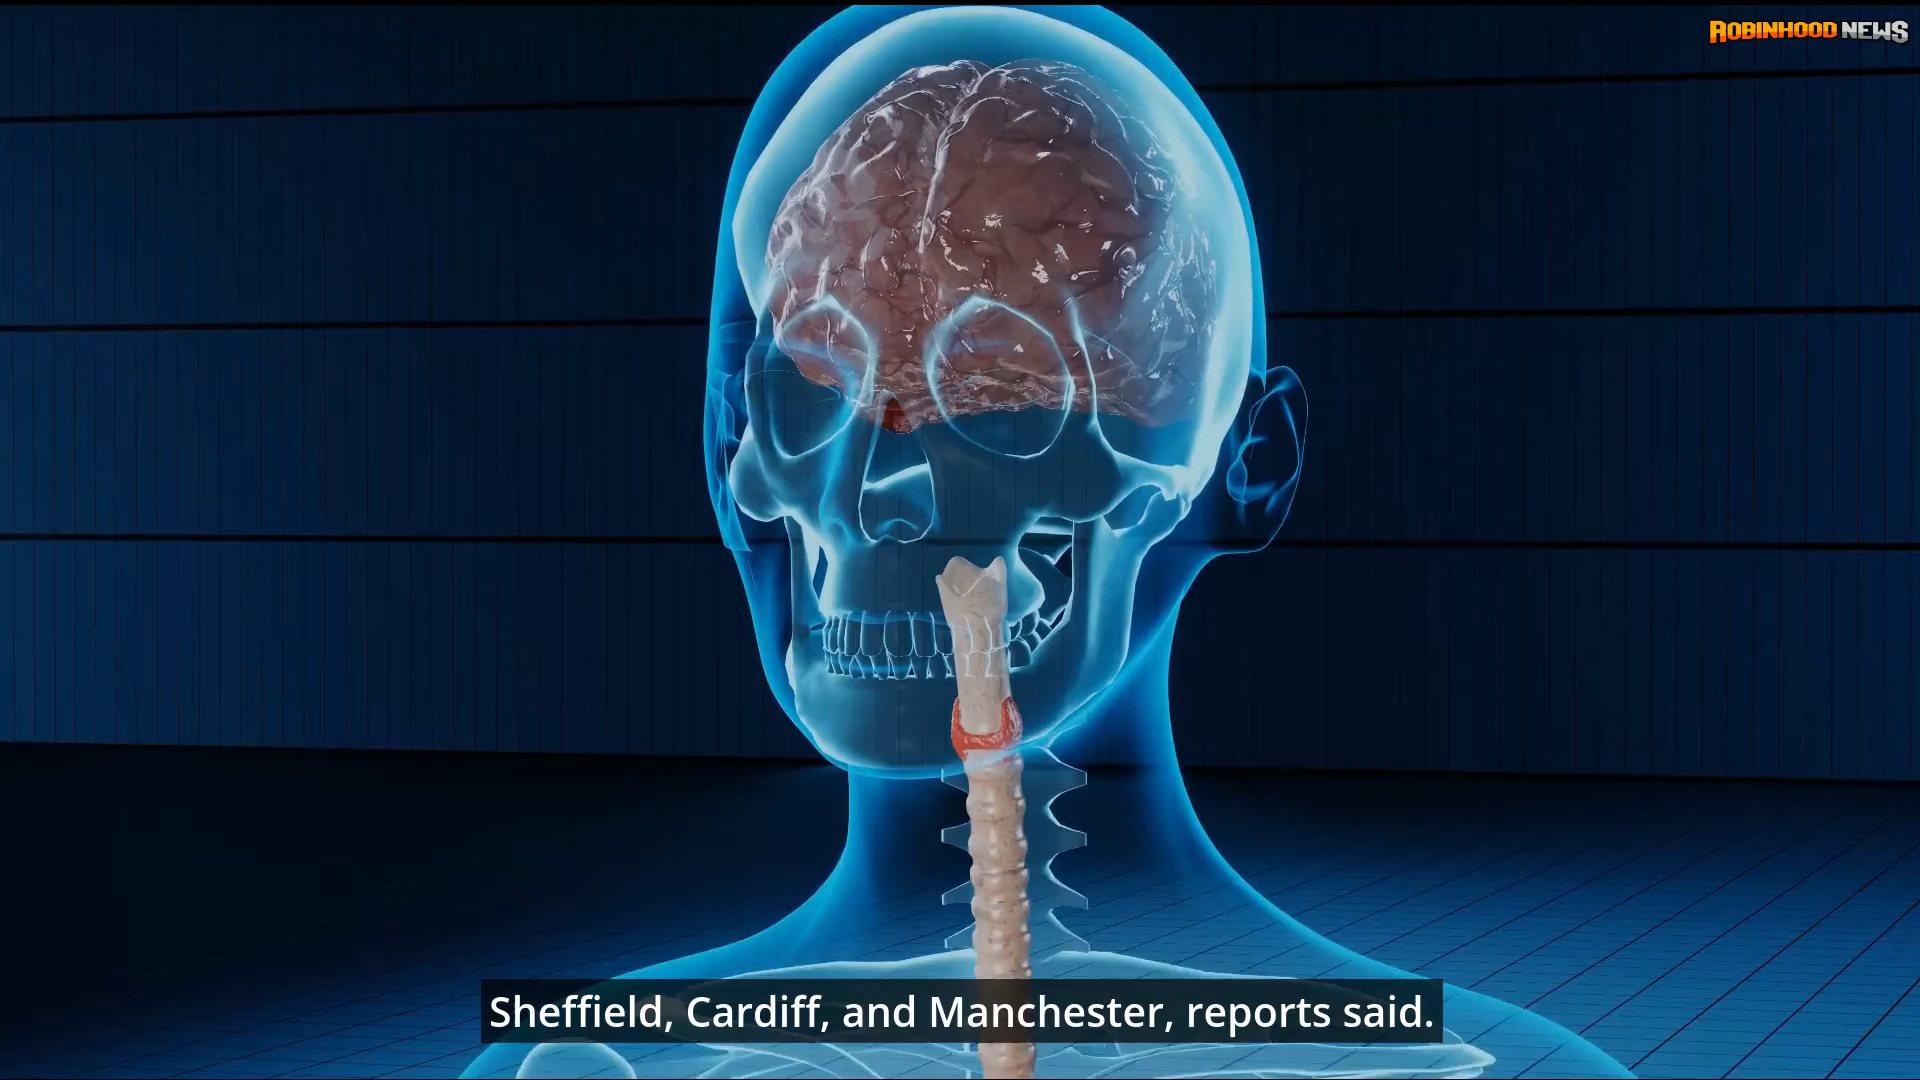 ROBINHOOD NEWS
Sheffield, Cardiff, and Manchester, reports said.